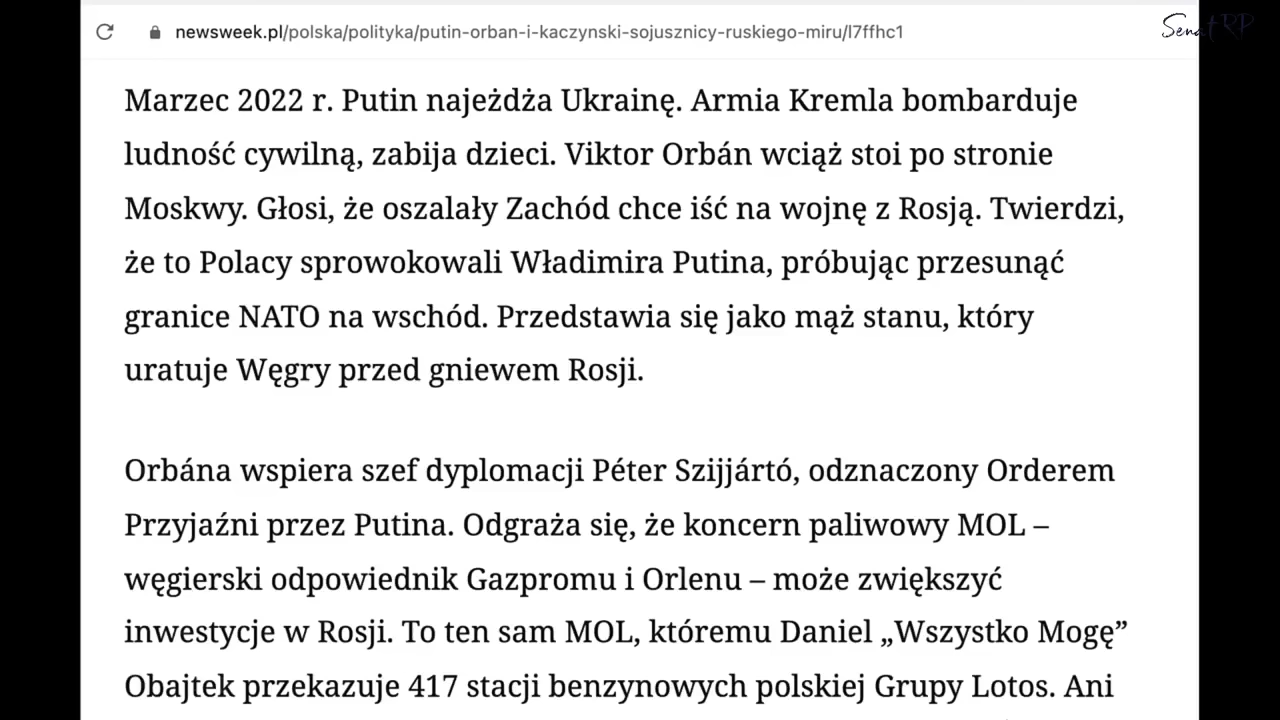 newsweek.pl/polska/polityka/putin-orban-i-kaczynski-sojusznicy-ruskiego-miru/l7ffhc1
Senat RP
Marzec 2022 r. Putin najeżdża Ukrainę. Armia Kremla bombarduje
ludność cywilną, zabija dzieci. Viktor Orbán wciąż stoi po stronie
Moskwy. Głosi, że oszalały Zachód chce iść na wojnę z Rosją. Twierdzi,
że to Polacy sprowokowali Władimira Putina, próbując przesunąć
granice NATO na wschód. Przedstawia się jako mąż stanu, który
uratuje Węgry przed gniewem Rosji.
Orbána wspiera szef dyplomacji Péter Szijjártó, odznaczony Orderem
Przyjaźni przez Putina. Odgraża się, że koncern paliwowy MOL –
węgierski odpowiednik Gazpromu i Orlenu – może zwiększyć
inwestycje w Rosji. To ten sam MOL, któremu Daniel „Wszystko Mogę”
Obajtek przekazuje 417 stacji benzynowych polskiej Grupy Lotos. Ani